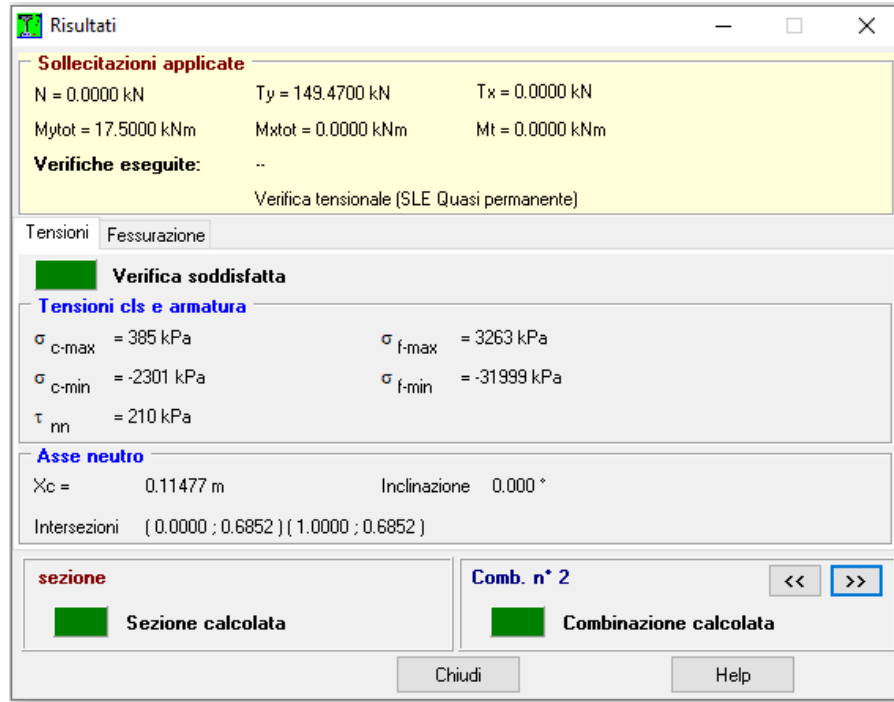 Risultati
Sollecitazioni applicate
N = 0.0000 kN Ty = 149.4700 kN Tx = 0.0000 kN
Mytot = 17.5000 kNm Mxtot = 0.0000 kNm Mt = 0.0000 kNm
Verifiche eseguite: --
Verifica tensionale (SLE Quasi permanente)
Tensioni Fessurazione
Verifica soddisfatta
Tensioni cls e armatura
σ c-max = 385 kPa σ f-max = 3263 kPa
σ c-min = -2301 kPa σ f-min = -31999 kPa
τ nn = 210 kPa
Asse neutro
Xc = 0.11477 m Inclinazione 0.000 °
Intersezioni ( 0.0000 ; 0.6852 ) ( 1.0000 ; 0.6852 )
sezione Comb. n° 2 << >>
Sezione calcolata Combinazione calcolata
Chiudi Help